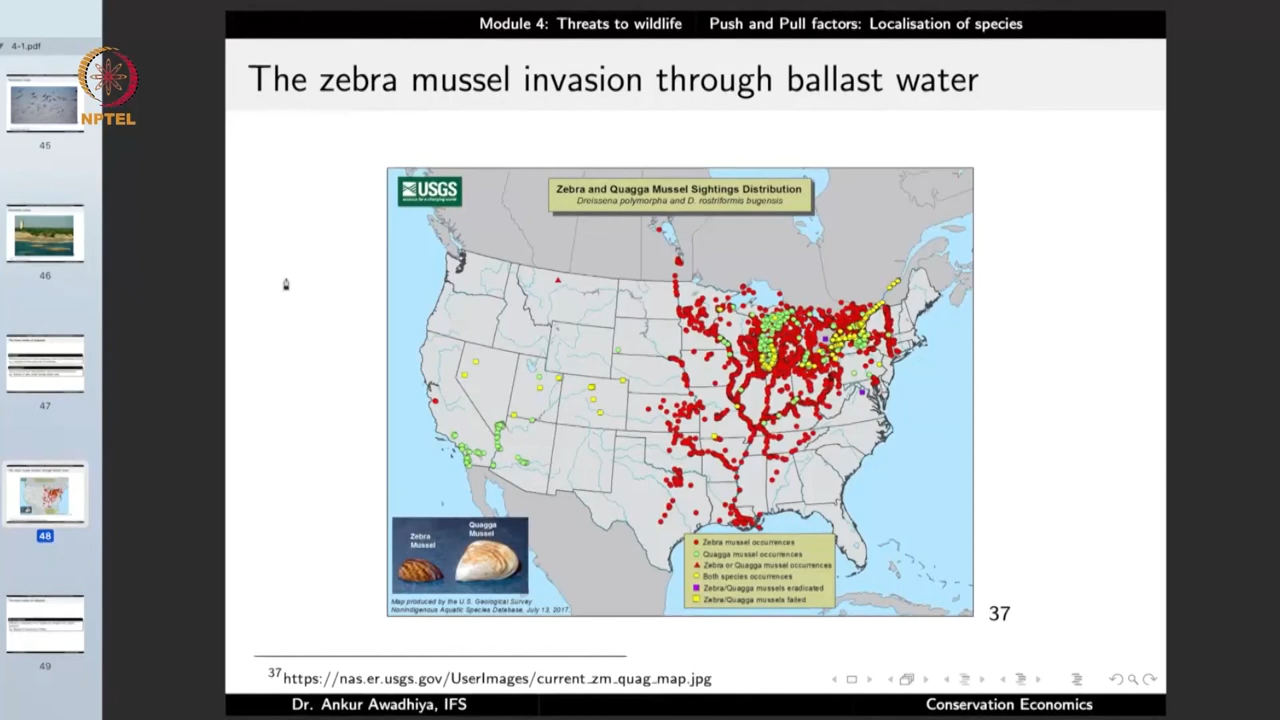 Module 4: Threats to wildlife Push and Pull factors: Localisation of species
4-1.pdf
NPTEL
The zebra mussel invasion through ballast water
45
46
47
48
49
USGS
Zebra and Quagga Mussel Sightings Distribution
Dreissena polymorpha and D. rostriformis bugensis
Zebra
Mussel
Quagga
Mussel
Map produced by the U.S. Geological Survey
Nonindigenous Aquatic Species Database, July 13, 2017.
Zebra mussel occurrences
Quagga mussel occurrences
Zebra or Quagga mussel occurrences
Both species occurrences
Zebra/Quagga mussels eradicated
Zebra/Quagga mussels failed
37
37https://nas.er.usgs.gov/UserImages/current_zm_quag_map.jpg
Dr. Ankur Awadhiya, IFS Conservation Economics